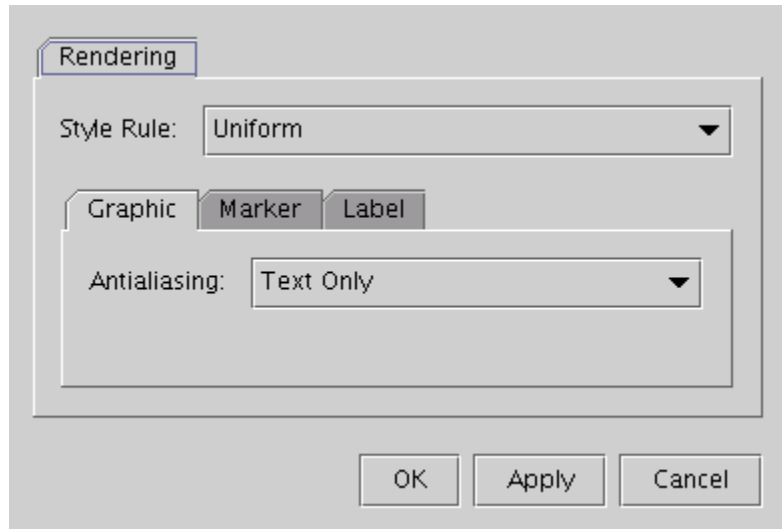 Rendering
Style Rule: Uniform
Graphic Marker Label
Antialiasing: Text Only
OK Apply Cancel